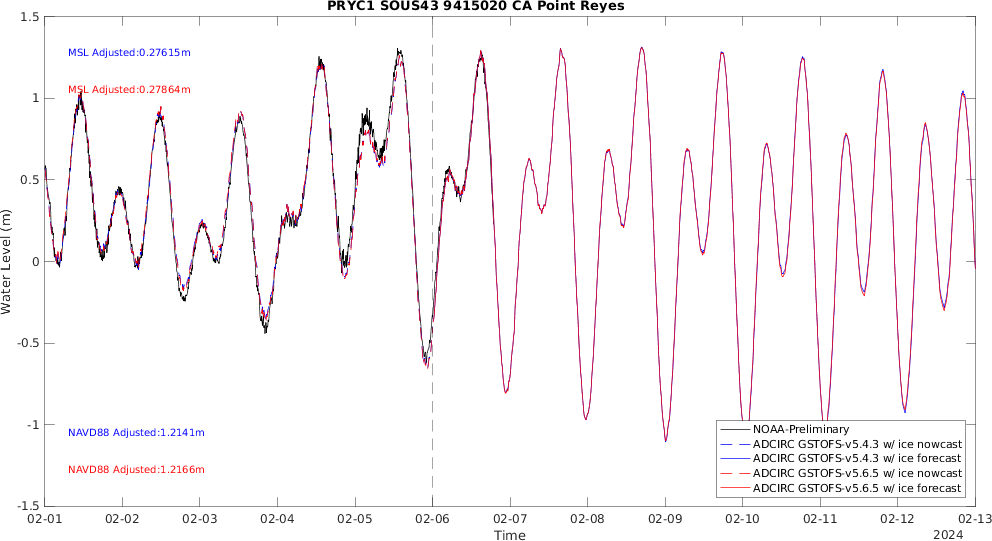 PRYC1 SOUS43 9415020 CA Point Reyes
MSL Adjusted:0.27615m
MSL Adjusted:0.27864m
NAVD88 Adjusted:1.2141m
NAVD88 Adjusted:1.2166m
Water Level (m)
1.5
1
0.5
0
-0.5
-1
-1.5
NOAA-Preliminary
ADCIRC GSTOFS-v5.4.3 w/ ice nowcast
ADCIRC GSTOFS-v5.4.3 w/ ice forecast
ADCIRC GSTOFS-v5.6.5 w/ ice nowcast
ADCIRC GSTOFS-v5.6.5 w/ ice forecast
02-01 02-02 02-03 02-04 02-05 02-06 02-07 02-08 02-09 02-10 02-11 02-12 02-13
Time
2024